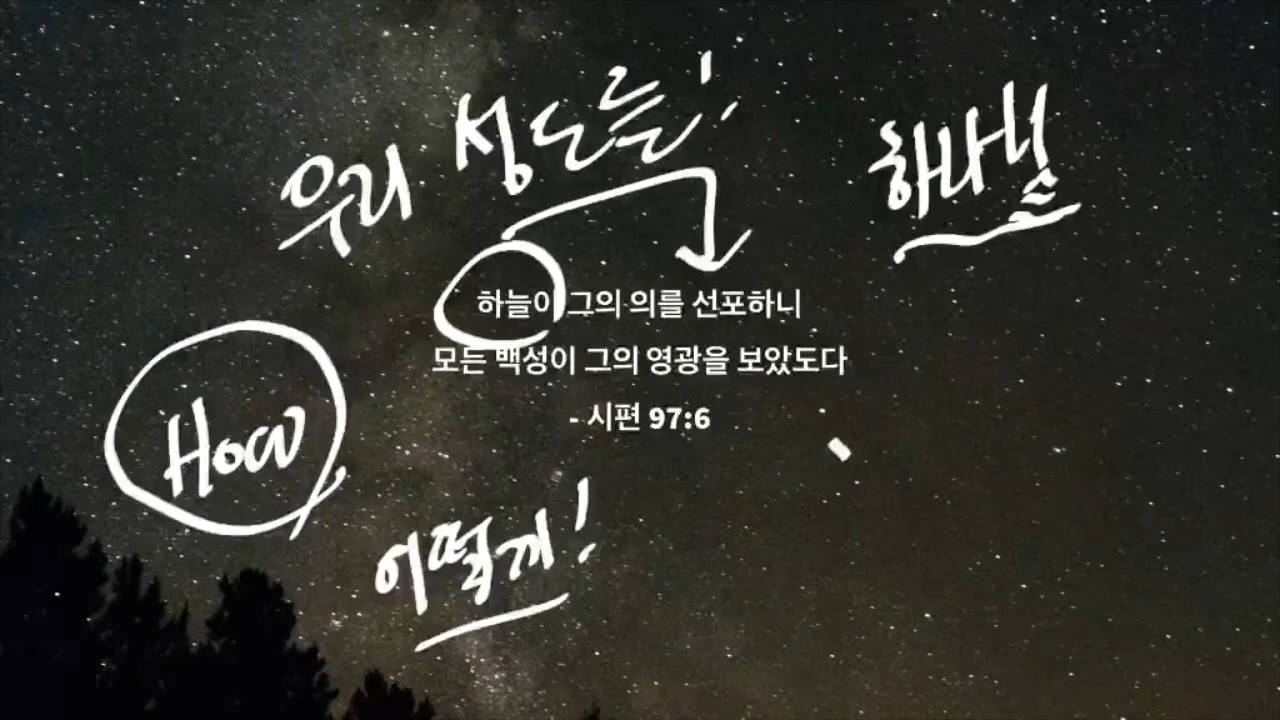 우리 성도들!
하나님
하늘이 그의 의를 선포하니
모든 백성이 그의 영광을 보았도다
- 시편 97:6
How
어떻게!